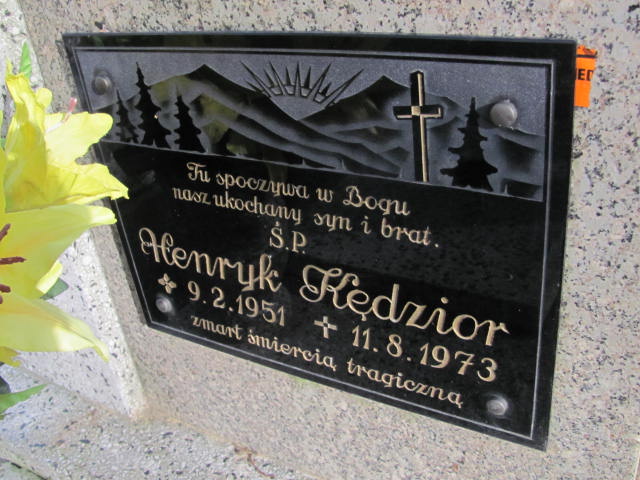 Tu spoczywa w Bogu
nasz ukochany syn i brat.
Ś.P.
Henryk Kędzior
9.2.1951 11.8.1973
zmarł śmiercią tragiczną